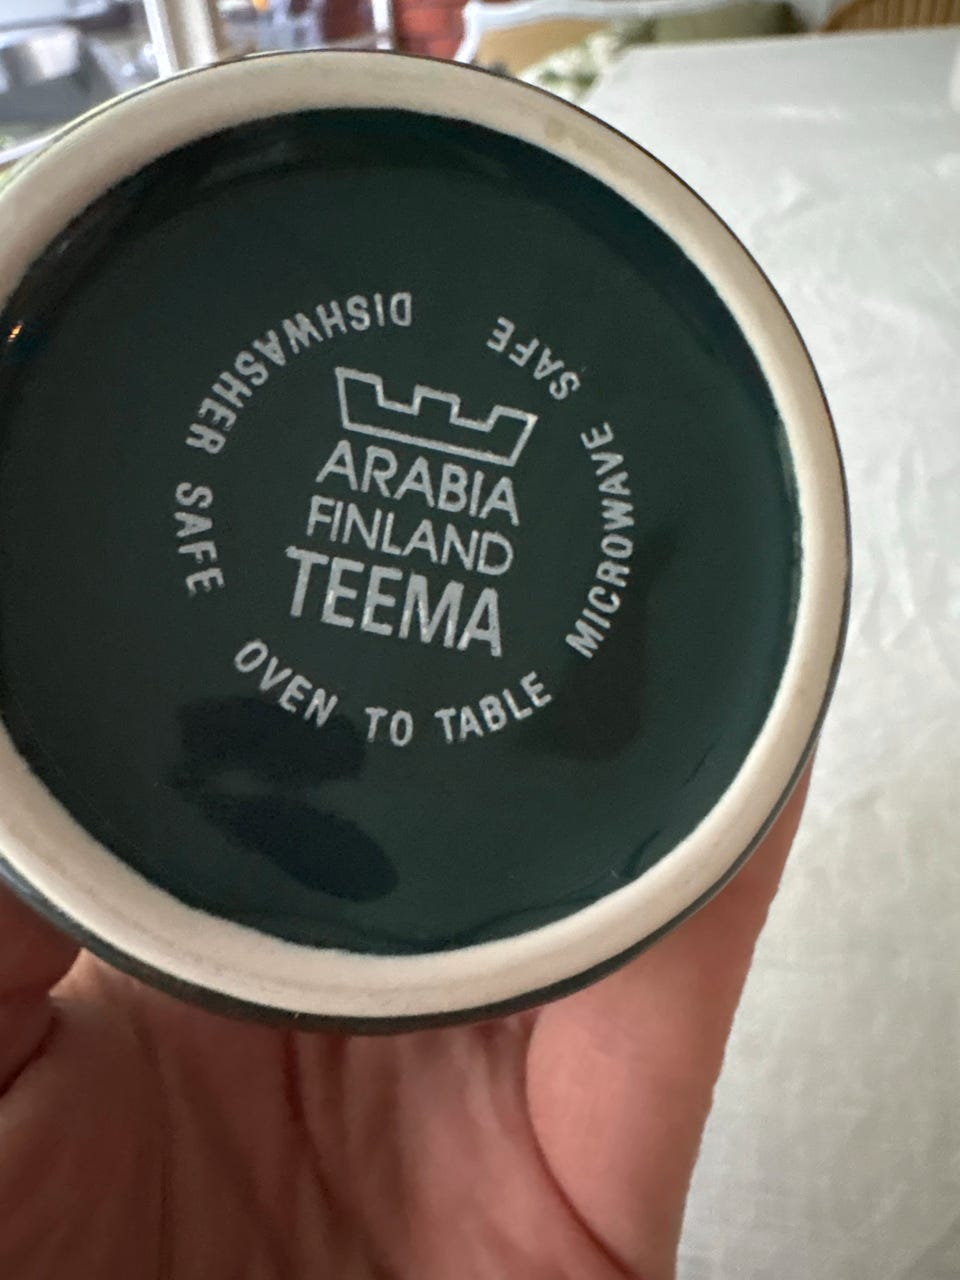 ARABIA
FINLAND
TEEMA
OVEN TO TABLE
MICROWAVE SAFE
DISHWASHER SAFE